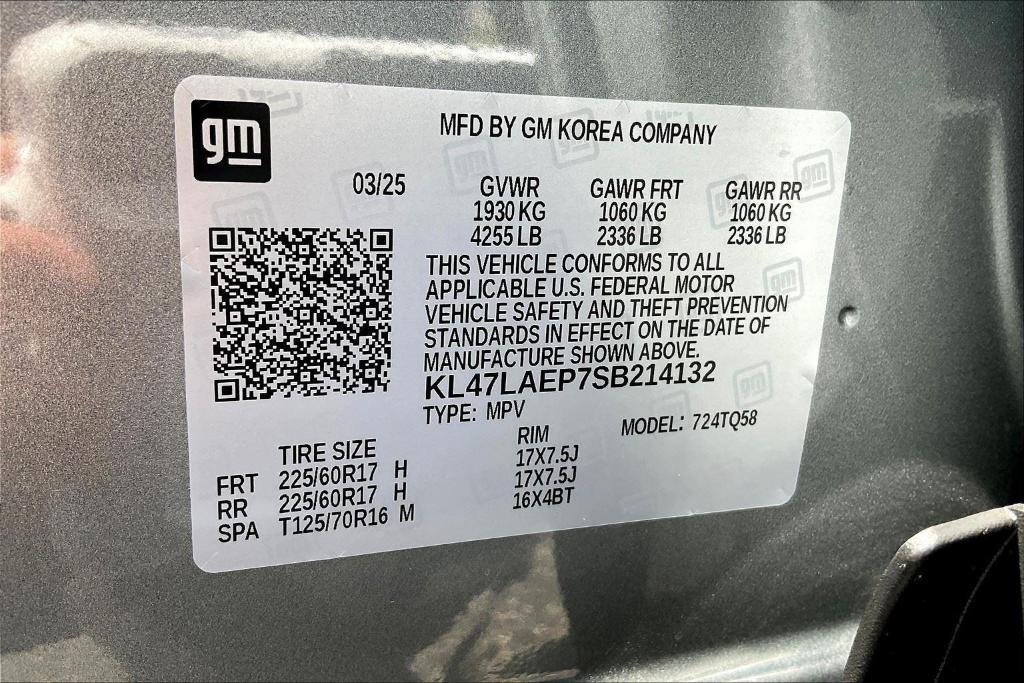 gm
MFD BY GM KOREA COMPANY
03/25 GVWR GAWR FRT GAWR RR
1930 KG 1060 KG 1060 KG
4255 LB 2336 LB 2336 LB
THIS VEHICLE CONFORMS TO ALL
APPLICABLE U.S. FEDERAL MOTOR
VEHICLE SAFETY AND THEFT PREVENTION
STANDARDS IN EFFECT ON THE DATE OF
MANUFACTURE SHOWN ABOVE.
KL47LAEP7SB214132
TYPE: MPV MODEL: 724TQ58
TIRE SIZE RIM
FRT 225/60R17 H 17X7.5J
RR 225/60R17 H 17X7.5J
SPA T125/70R16 M 16X4BT